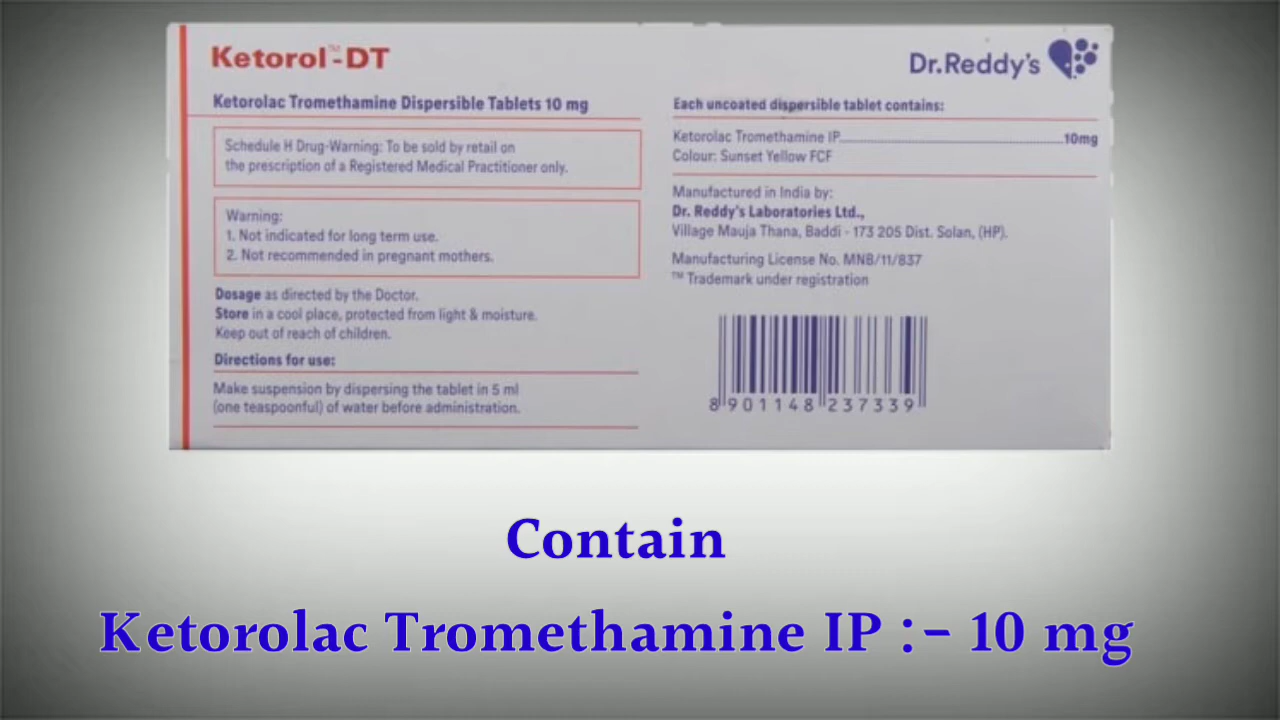 Ketorol™-DT
Ketorolac Tromethamine Dispersible Tablets 10 mg
Schedule H Drug-Warning: To be sold by retail on
the prescription of a Registered Medical Practitioner only.
Warning:
1. Not indicated for long term use.
2. Not recommended in pregnant mothers.
Dosage as directed by the Doctor.
Store in a cool place, protected from light & moisture.
Keep out of reach of children.
Directions for use:
Make suspension by dispersing the tablet in 5 ml
(one teaspoonful) of water before administration.
Dr.Reddy's
Each uncoated dispersible tablet contains:
Ketorolac Tromethamine IP..........10mg
Colour: Sunset Yellow FCF
Manufactured in India by:
Dr. Reddy's Laboratories Ltd.,
Village Mauja Thana, Baddi - 173 205 Dist. Solan, (HP).
Manufacturing License No. MNB/11/837
™ Trademark under registration
8 901148 237339
Contain
Ketorolac Tromethamine IP :- 10 mg